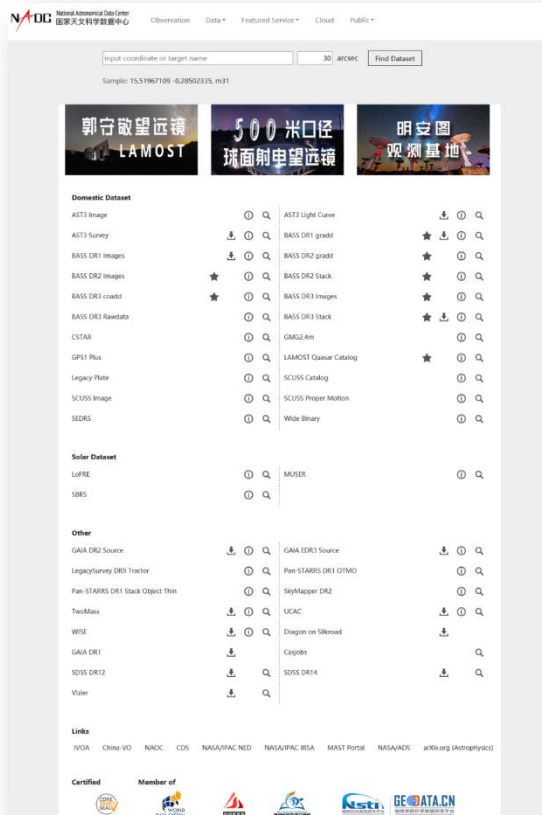 NADC National Astronomical Data Center
国家天文科学数据中心
Observation Data Featured Service Cloud Public
input coordinate or target name 30 arcsec Find Dataset
Sample: 15.51967109 -0.28502335, m31
郭守敬望远镜
LAMOST
500米口径
球面射电望远镜
明安图
观测基地
Domestic Dataset
AST3 Image AST3 Light Curve
AST3 Survey BASS DR1 gradd
BASS DR1 Images BASS DR2 gradd
BASS DR2 Images BASS DR2 Stack
BASS DR3 coadd BASS DR3 Images
BASS DR3 Rawdata BASS DR3 Stack
CSTAR GMG2.4m
GPS1 Plus LAMOST Quasar Catalog
Legacy Plate SCUSS Catalog
SCUSS Image SCUSS Proper Motion
SEDRS Wide Binary
Solar Dataset
LoFRE MUSER
SBRS
Other
GAIA DR2 Source GAIA EDR3 Source
LegacySurvey DR9 Tractor Pan-STARRS DR1 OTMO
Pan-STARRS DR1 Stack Object Thin SkyMapper DR2
TwoMass UCAC
WISE Dragon on Silkroad
GAIA DR1 Casjobs
SDSS DR12 SDSS DR14
Vizier
Links
IVOA China-VO NAOC CDS NASA/IPAC NED NASA/IPAC IRSA MAST Portal NASA/ADS arXiv.org (Astrophysics)
Certified Member of
CORE TRUST SEAL WORLD DATA SYSTEM Nsti GEODATA.CN